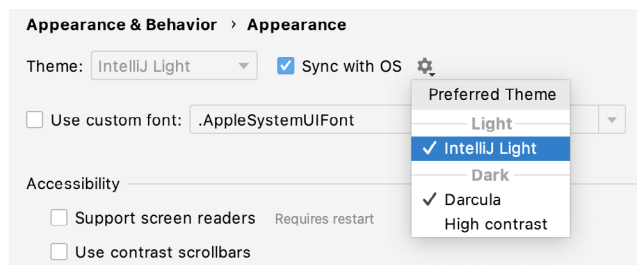 Appearance & Behavior › Appearance
Theme: IntelliJ Light Sync with OS
Preferred Theme
Use custom font: .AppleSystemUIFont
Light
IntelliJ Light
Dark
Accessibility
Darcula
Support screen readers Requires restart
High contrast
Use contrast scrollbars